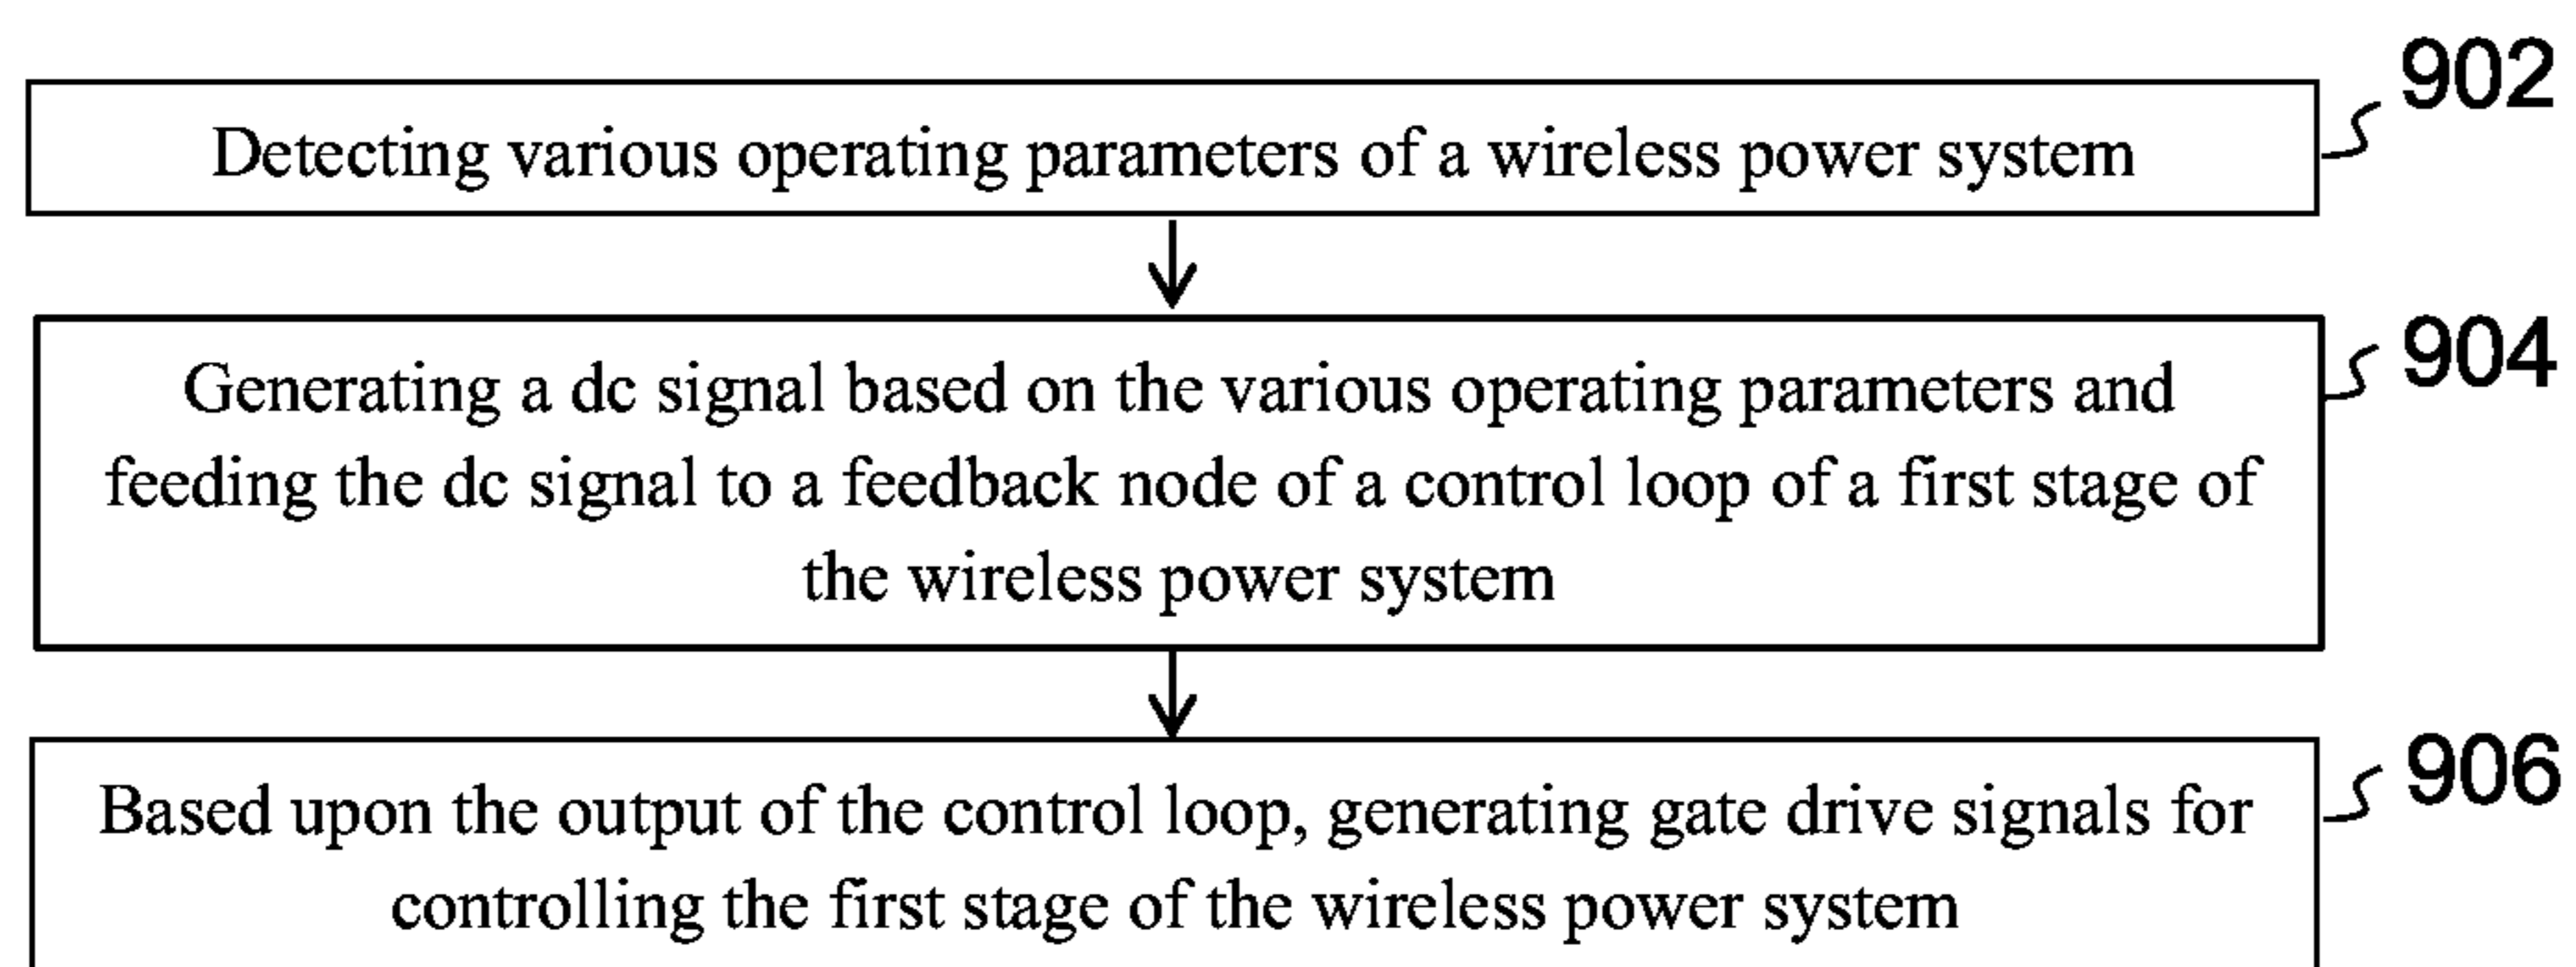 902
Detecting various operating parameters of a wireless power system
904
Generating a dc signal based on the various operating parameters and
feeding the dc signal to a feedback node of a control loop of a first stage of
the wireless power system
906
Based upon the output of the control loop, generating gate drive signals for
controlling the first stage of the wireless power system